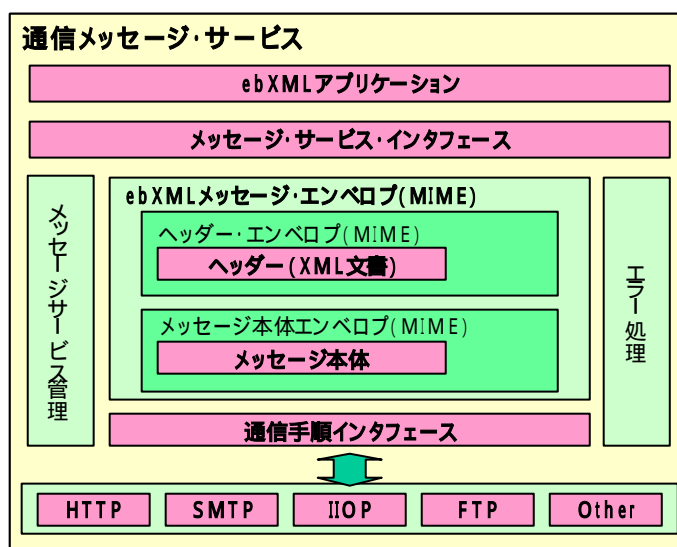 通信メッセージ・サービス
ebXMLアプリケーション
メッセージ・サービス・インタフェース
メッセージサービス管理
ebXMLメッセージ・エンベロプ(MIME)
ヘッダー・エンベロプ(MIME)
ヘッダー(XML文書)
メッセージ本体エンベロプ(MIME)
メッセージ本体
エラー処理
通信手順インタフェース
HTTP
SMTP
IIOP
FTP
Other